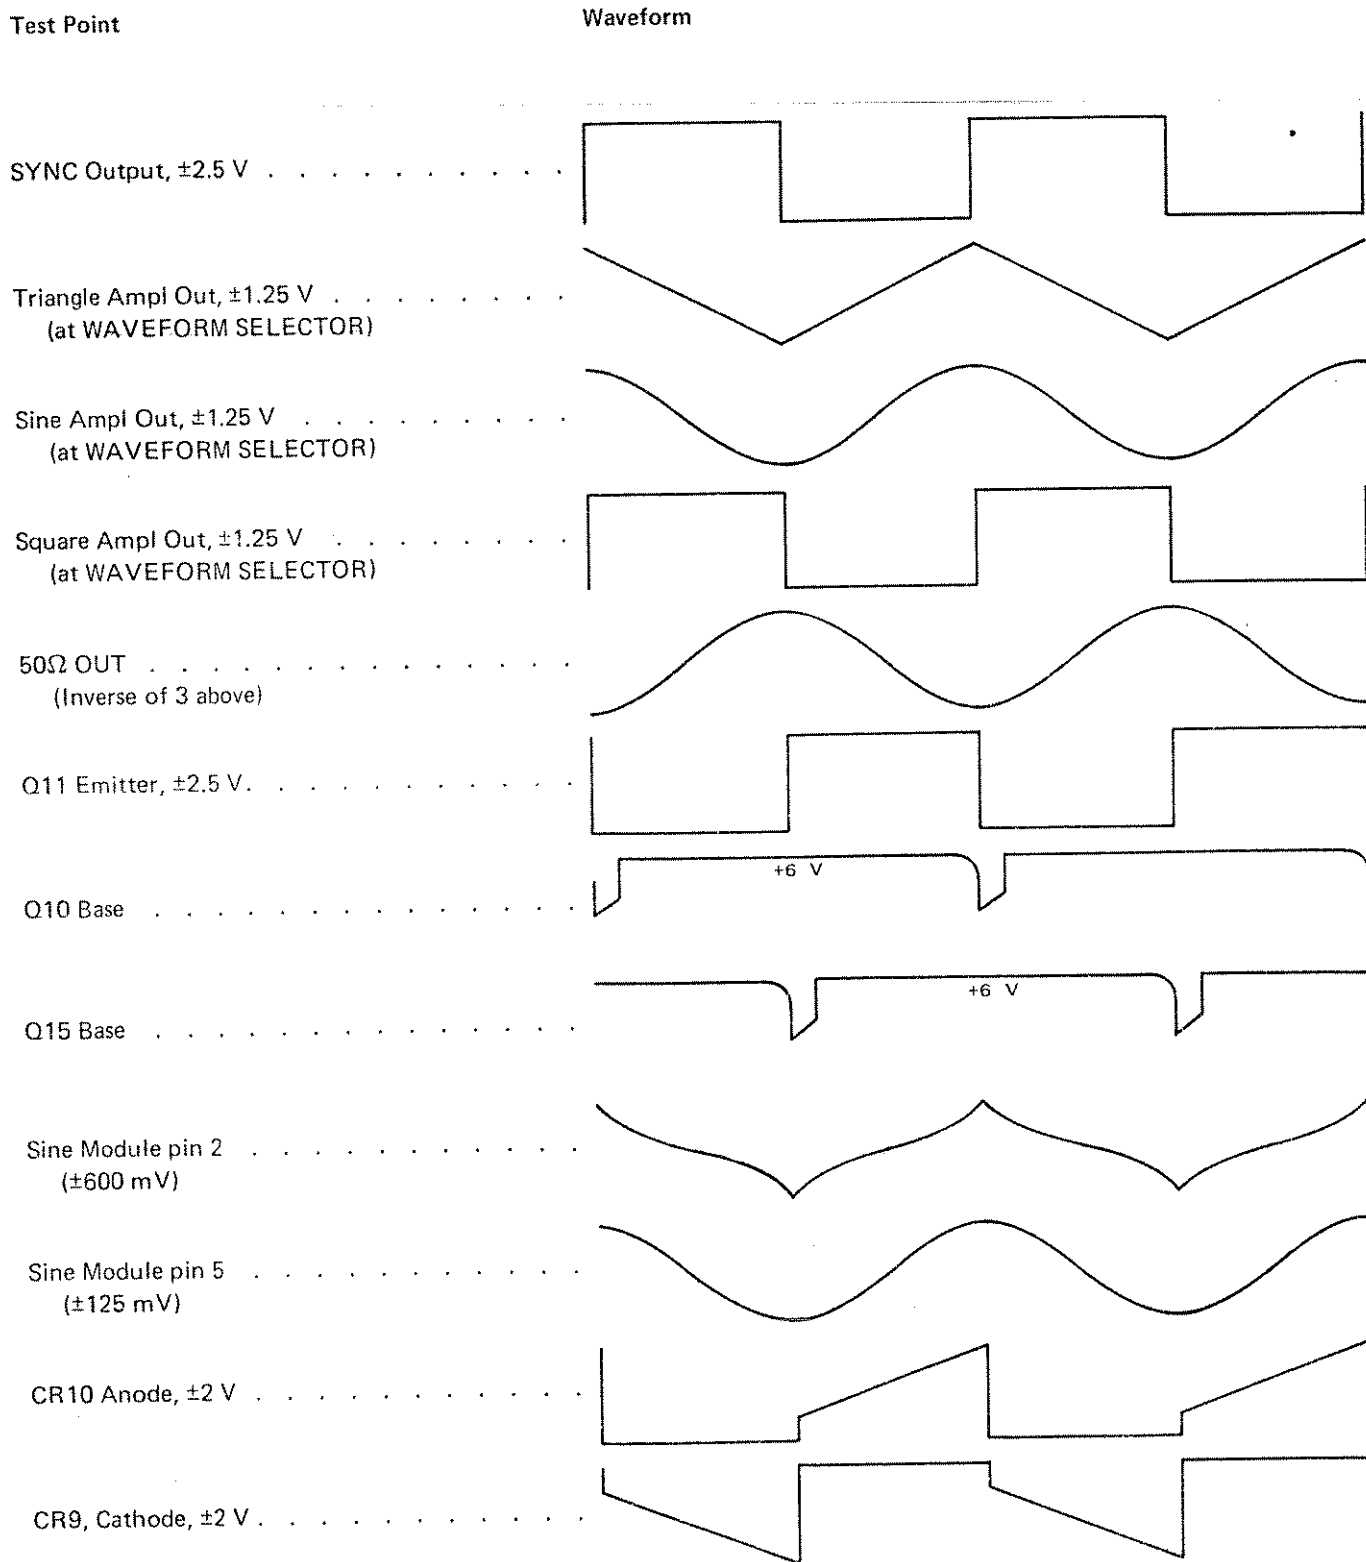 Test Point Waveform
SYNC Output, ±2.5 V . . . . . . . . . .
Triangle Ampl Out, ±1.25 V . . . . . . . .
(at WAVEFORM SELECTOR)
Sine Ampl Out, ±1.25 V . . . . . . . . .
(at WAVEFORM SELECTOR)
Square Ampl Out, ±1.25 V . . . . . . . .
(at WAVEFORM SELECTOR)
50Ω OUT . . . . . . . . . . . . . .
(Inverse of 3 above)
Q11 Emitter, ±2.5 V. . . . . . . . . . .
+6 V
Q10 Base . . . . . . . . . . . . . .
+6 V
Q15 Base . . . . . . . . . . . . . .
Sine Module pin 2 . . . . . . . . . . .
(±600 mV)
Sine Module pin 5 . . . . . . . . . . .
(±125 mV)
CR10 Anode, ±2 V . . . . . . . . . . .
CR9, Cathode, ±2 V . . . . . . . . . . .